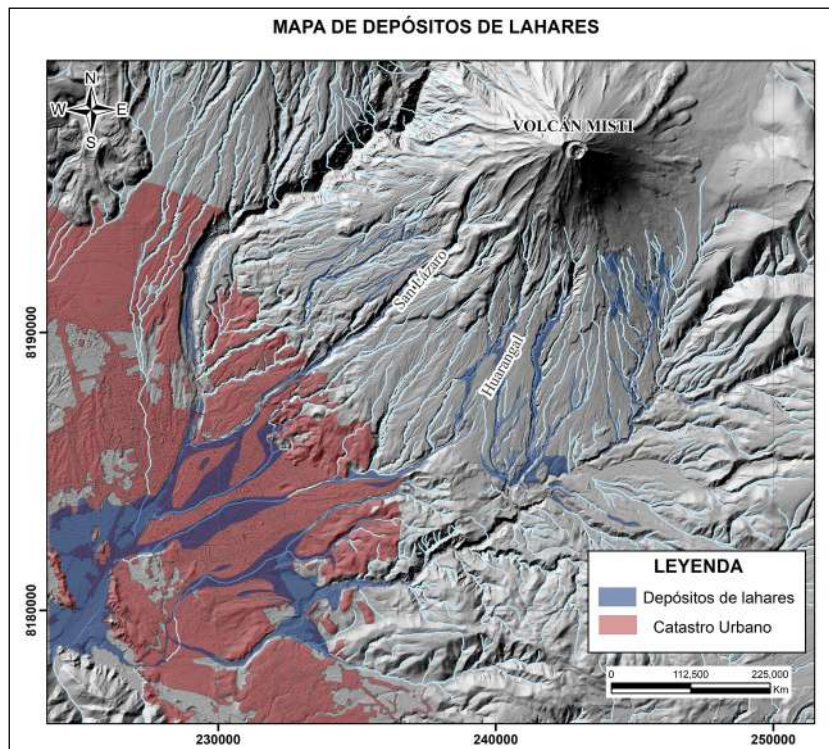 MAPA DE DEPÓSITOS DE LAHARES
N
W E
S
VOLCÁN MISTI
San Lázaro
Huarangal
8190000
8180000
LEYENDA
Depósitos de lahares
Catastro Urbano
0 112,500 225,000
Km
230000 240000 250000